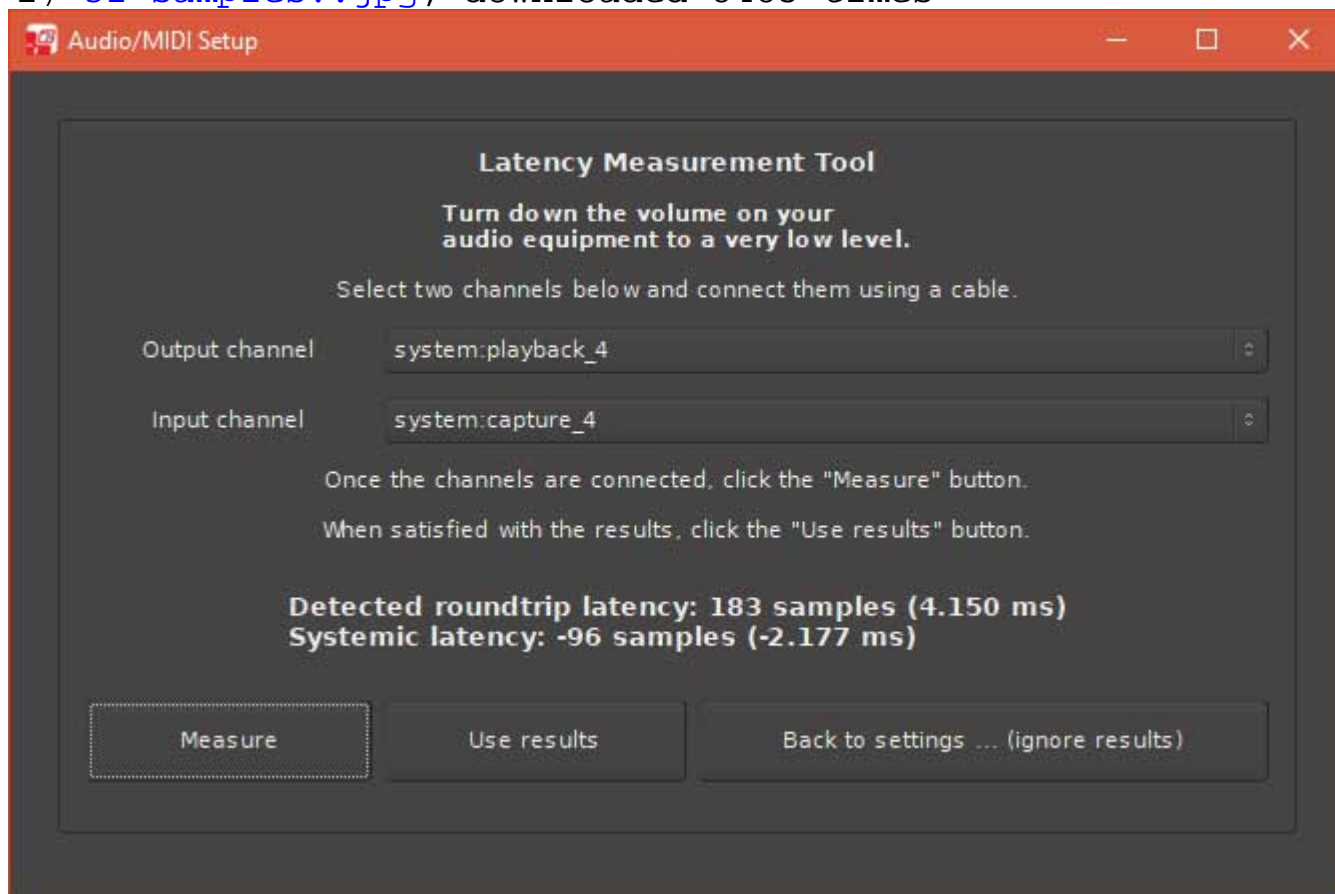 Audio/MIDI Setup
Latency Measurement Tool
Turn down the volume on your
audio equipment to a very low level.
Select two channels below and connect them using a cable.
Output channel system:playback_4
Input channel system:capture_4
Once the channels are connected, click the "Measure" button.
When satisfied with the results, click the "Use results" button.
Detected roundtrip latency: 183 samples (4.150 ms)
Systemic latency: -96 samples (-2.177 ms)
Measure Use results Back to settings ... (ignore results)